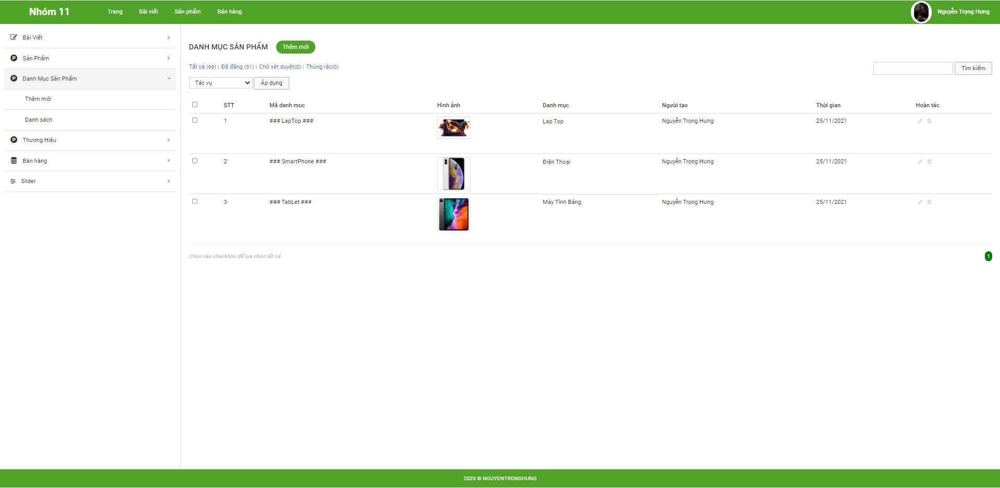 Nhóm 11 Trang Bài viết Sản phẩm Bán hàng Nguyễn Trọng Hưng
Bài Viết
Sản Phẩm
Danh Mục Sản Phẩm
Thêm mới
Danh sách
Thương Hiệu
Bán hàng
Slider
DANH MỤC SẢN PHẨM Thêm mới
Tất cả (69) | Đã đăng (51) | Chờ xét duyệt(0) | Thùng rác(0)
Tìm kiếm
Tác vụ Áp dụng
STT Mã danh muc Hình ảnh Danh mục Người tạo Thời gian Hoàn tác
1 ### LapTop ### Lap Top Nguyễn Trọng Hưng 25/11/2021
2 ### SmartPhone ### Điện Thoại Nguyễn Trọng Hưng 25/11/2021
3 ### TabLet ### Máy Tính Bảng Nguyễn Trọng Hưng 25/11/2021
Chọn vào checkbox để lựa chọn tất cả
1
2020 © NGUYENTRONGHUNG